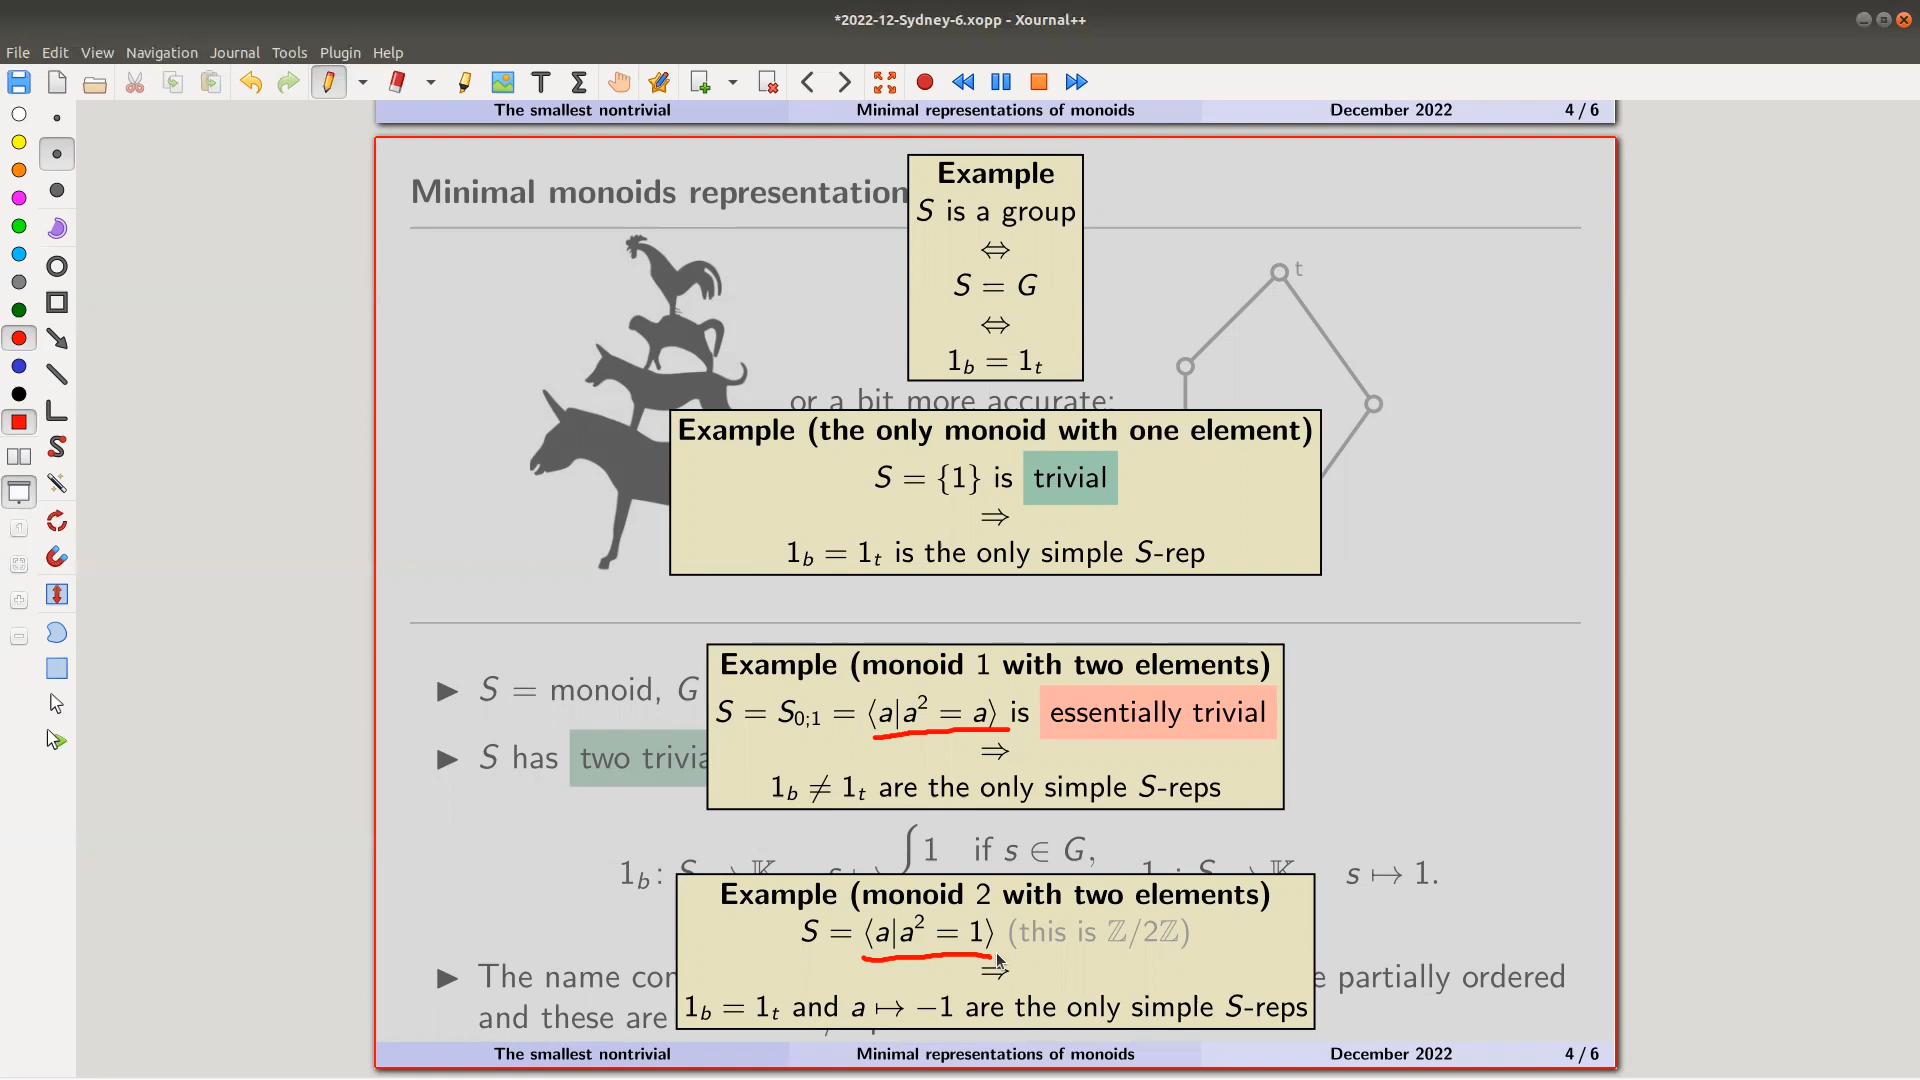 *2022-12-Sydney-6.xopp - Xournal++
File Edit View Navigation Journal Tools Plugin Help
The smallest nontrivial Minimal representations of monoids December 2022 4 / 6
Minimal monoids representation
Example
S is a group
⇔
S = G
⇔
1_b = 1_t
t
or a bit more accurate:
Example (the only monoid with one element)
S = {1} is trivial
⇒
1_b = 1_t is the only simple S-rep
Example (monoid 1 with two elements)
S = S_{0;1} = ⟨a|a² = a⟩ is essentially trivial
⇒
1_b ≠ 1_t are the only simple S-reps
▶ S = monoid, G
▶ S has two trivia
1 if s ∈ G,
1_b : S → 𝕂 s ↦ 1 : S → 𝕂 s ↦ 1.
Example (monoid 2 with two elements)
S = ⟨a|a² = 1⟩ (this is ℤ/2ℤ)
⇒
1_b = 1_t and a ↦ −1 are the only simple S-reps
▶ The name con e partially ordered
and these are
The smallest nontrivial Minimal representations of monoids December 2022 4 / 6